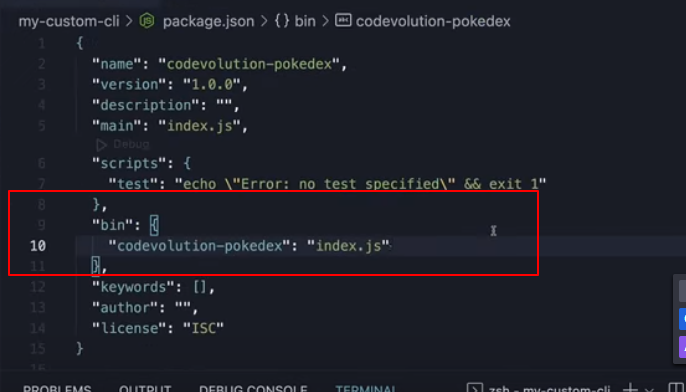 my-custom-cli > package.json > {} bin > codevolution-pokedex
1 {
2 "name": "codevolution-pokedex",
3 "version": "1.0.0",
4 "description": "",
5 "main": "index.js",
Debug
6 "scripts": {
7 "test": "echo \"Error: no test specified\" && exit 1"
8 },
9 "bin": {
10 "codevolution-pokedex": "index.js"
11 },
12 "keywords": [],
13 "author": "",
14 "license": "ISC"
15 }
16
PROBLEMS OUTPUT DEBUG CONSOLE TERMINAL zsh - my-custom-cli